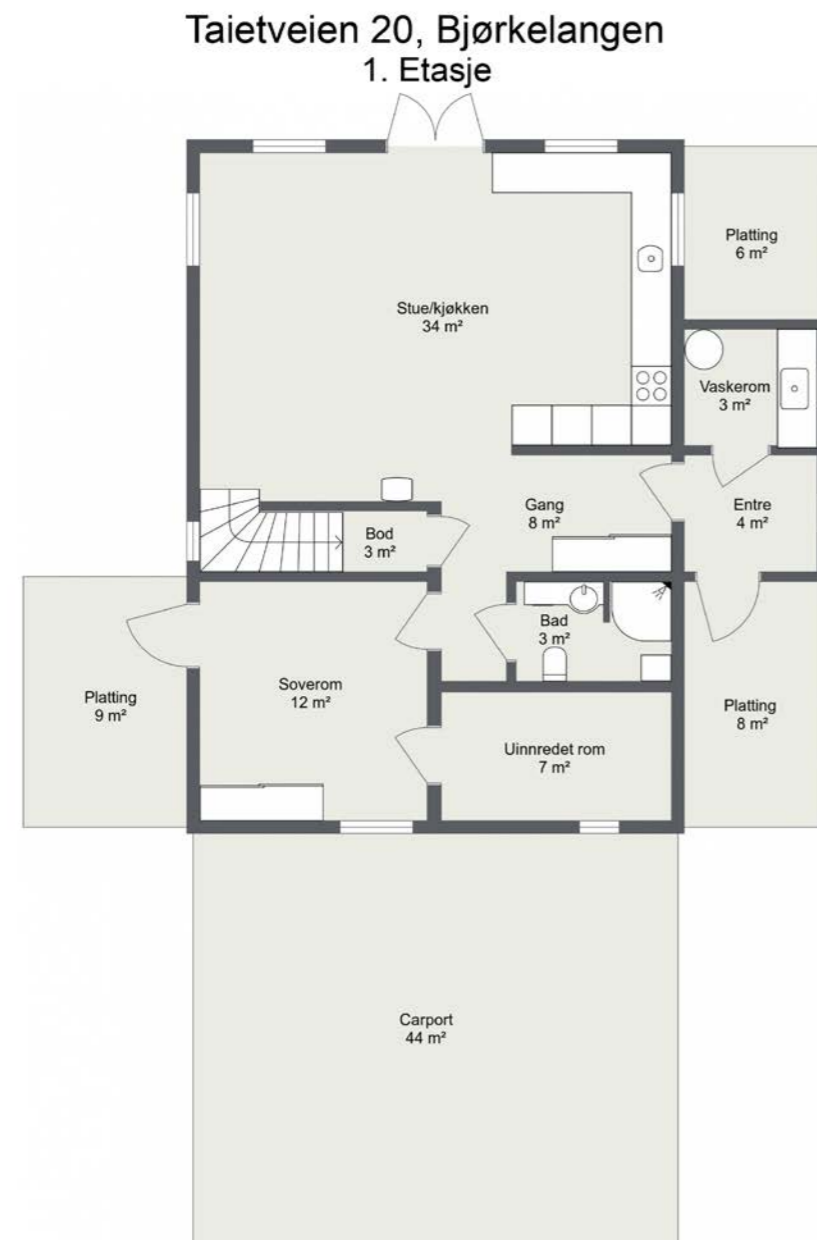 Taietveien 20, Bjørkelangen
1. Etasje
Platting
6 m²
Stue/kjøkken
34 m²
Vaskerom
3 m²
Gang
8 m²
Entre
4 m²
Bod
3 m²
Bad
3 m²
Soverom
12 m²
Platting
9 m²
Platting
8 m²
Uinnredet rom
7 m²
Carport
44 m²